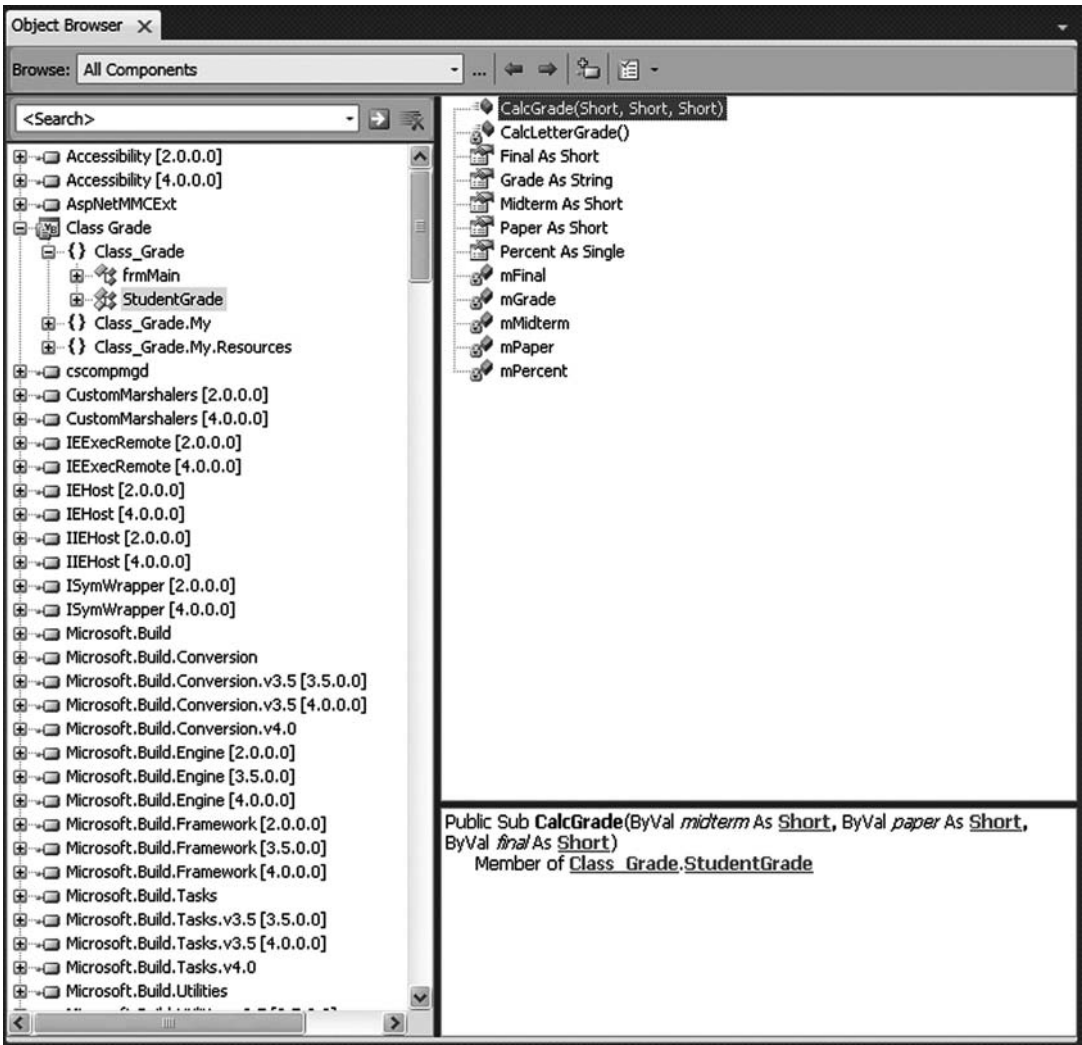 Object Browser
Browse: All Components ...
<Search>
Accessibility [2.0.0.0]
Accessibility [4.0.0.0]
AspNetMMCExt
Class Grade
{} Class_Grade
frmMain
StudentGrade
{} Class_Grade.My
{} Class_Grade.My.Resources
cscompmgd
CustomMarshalers [2.0.0.0]
CustomMarshalers [4.0.0.0]
IEExecRemote [2.0.0.0]
IEExecRemote [4.0.0.0]
IEHost [2.0.0.0]
IEHost [4.0.0.0]
IIEHost [2.0.0.0]
IIEHost [4.0.0.0]
ISymWrapper [2.0.0.0]
ISymWrapper [4.0.0.0]
Microsoft.Build
Microsoft.Build.Conversion
Microsoft.Build.Conversion.v3.5 [3.5.0.0]
Microsoft.Build.Conversion.v3.5 [4.0.0.0]
Microsoft.Build.Conversion.v4.0
Microsoft.Build.Engine [2.0.0.0]
Microsoft.Build.Engine [3.5.0.0]
Microsoft.Build.Engine [4.0.0.0]
Microsoft.Build.Framework [2.0.0.0]
Microsoft.Build.Framework [3.5.0.0]
Microsoft.Build.Framework [4.0.0.0]
Microsoft.Build.Tasks
Microsoft.Build.Tasks.v3.5 [3.5.0.0]
Microsoft.Build.Tasks.v3.5 [4.0.0.0]
Microsoft.Build.Tasks.v4.0
Microsoft.Build.Utilities
CalcGrade(Short, Short, Short)
CalcLetterGrade()
Final As Short
Grade As String
Midterm As Short
Paper As Short
Percent As Single
mFinal
mGrade
mMidterm
mPaper
mPercent
Public Sub CalcGrade(ByVal midterm As Short, ByVal paper As Short,
ByVal final As Short)
Member of Class_Grade.StudentGrade